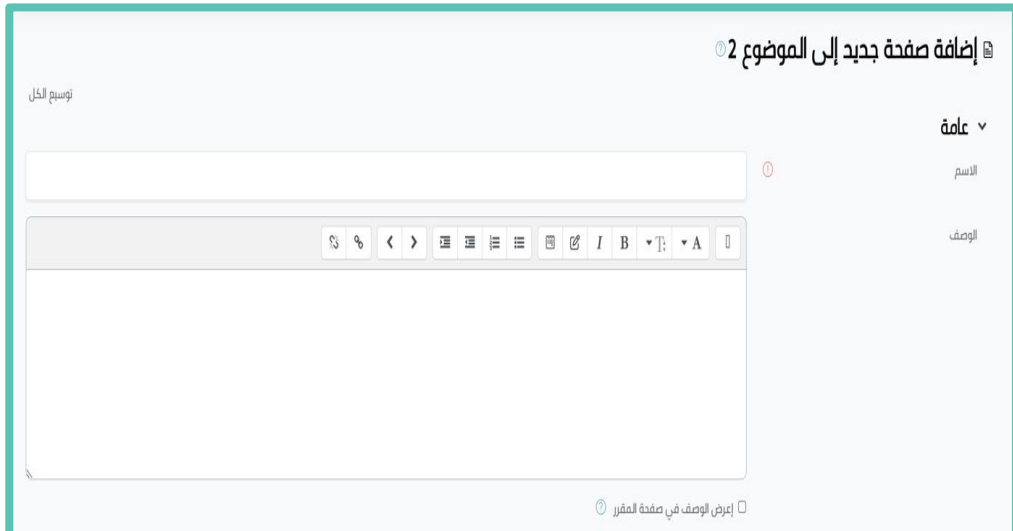 إضافة صفحة جديد إلى الموضوع 2
توسيع الكل
عامة
الاسم
الوصف
A T B I
إعرض الوصف في صفحة المقرر